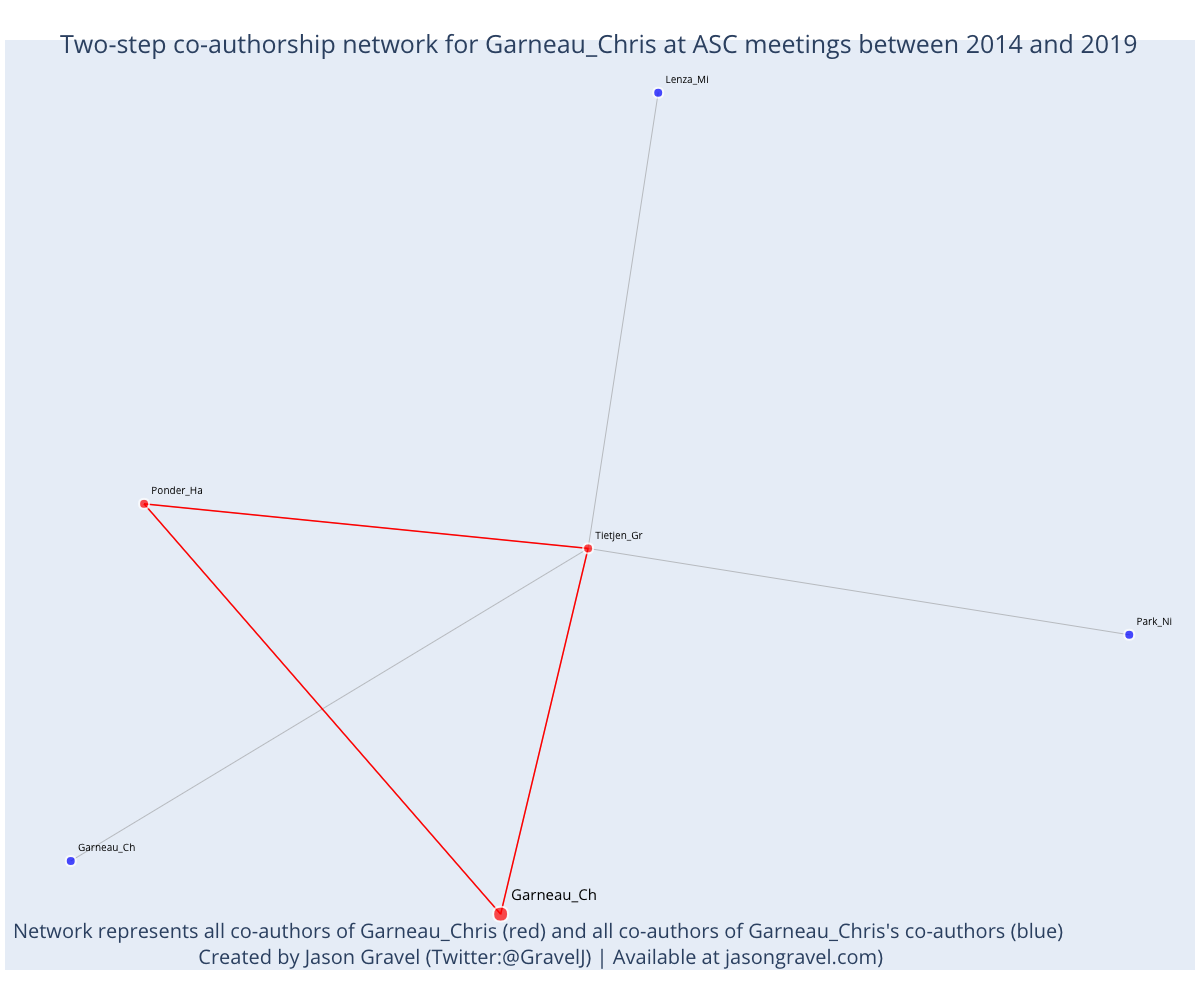 Two-step co-authorship network for Garneau_Chris at ASC meetings between 2014 and 2019
Lenza_Mi
Ponder_Ha
Tietjen_Gr
Park_Ni
Garneau_Ch
Garneau_Ch
Network represents all co-authors of Garneau_Chris (red) and all co-authors of Garneau_Chris's co-authors (blue)
Created by Jason Gravel (Twitter:@GravelJ) | Available at jasongravel.com)